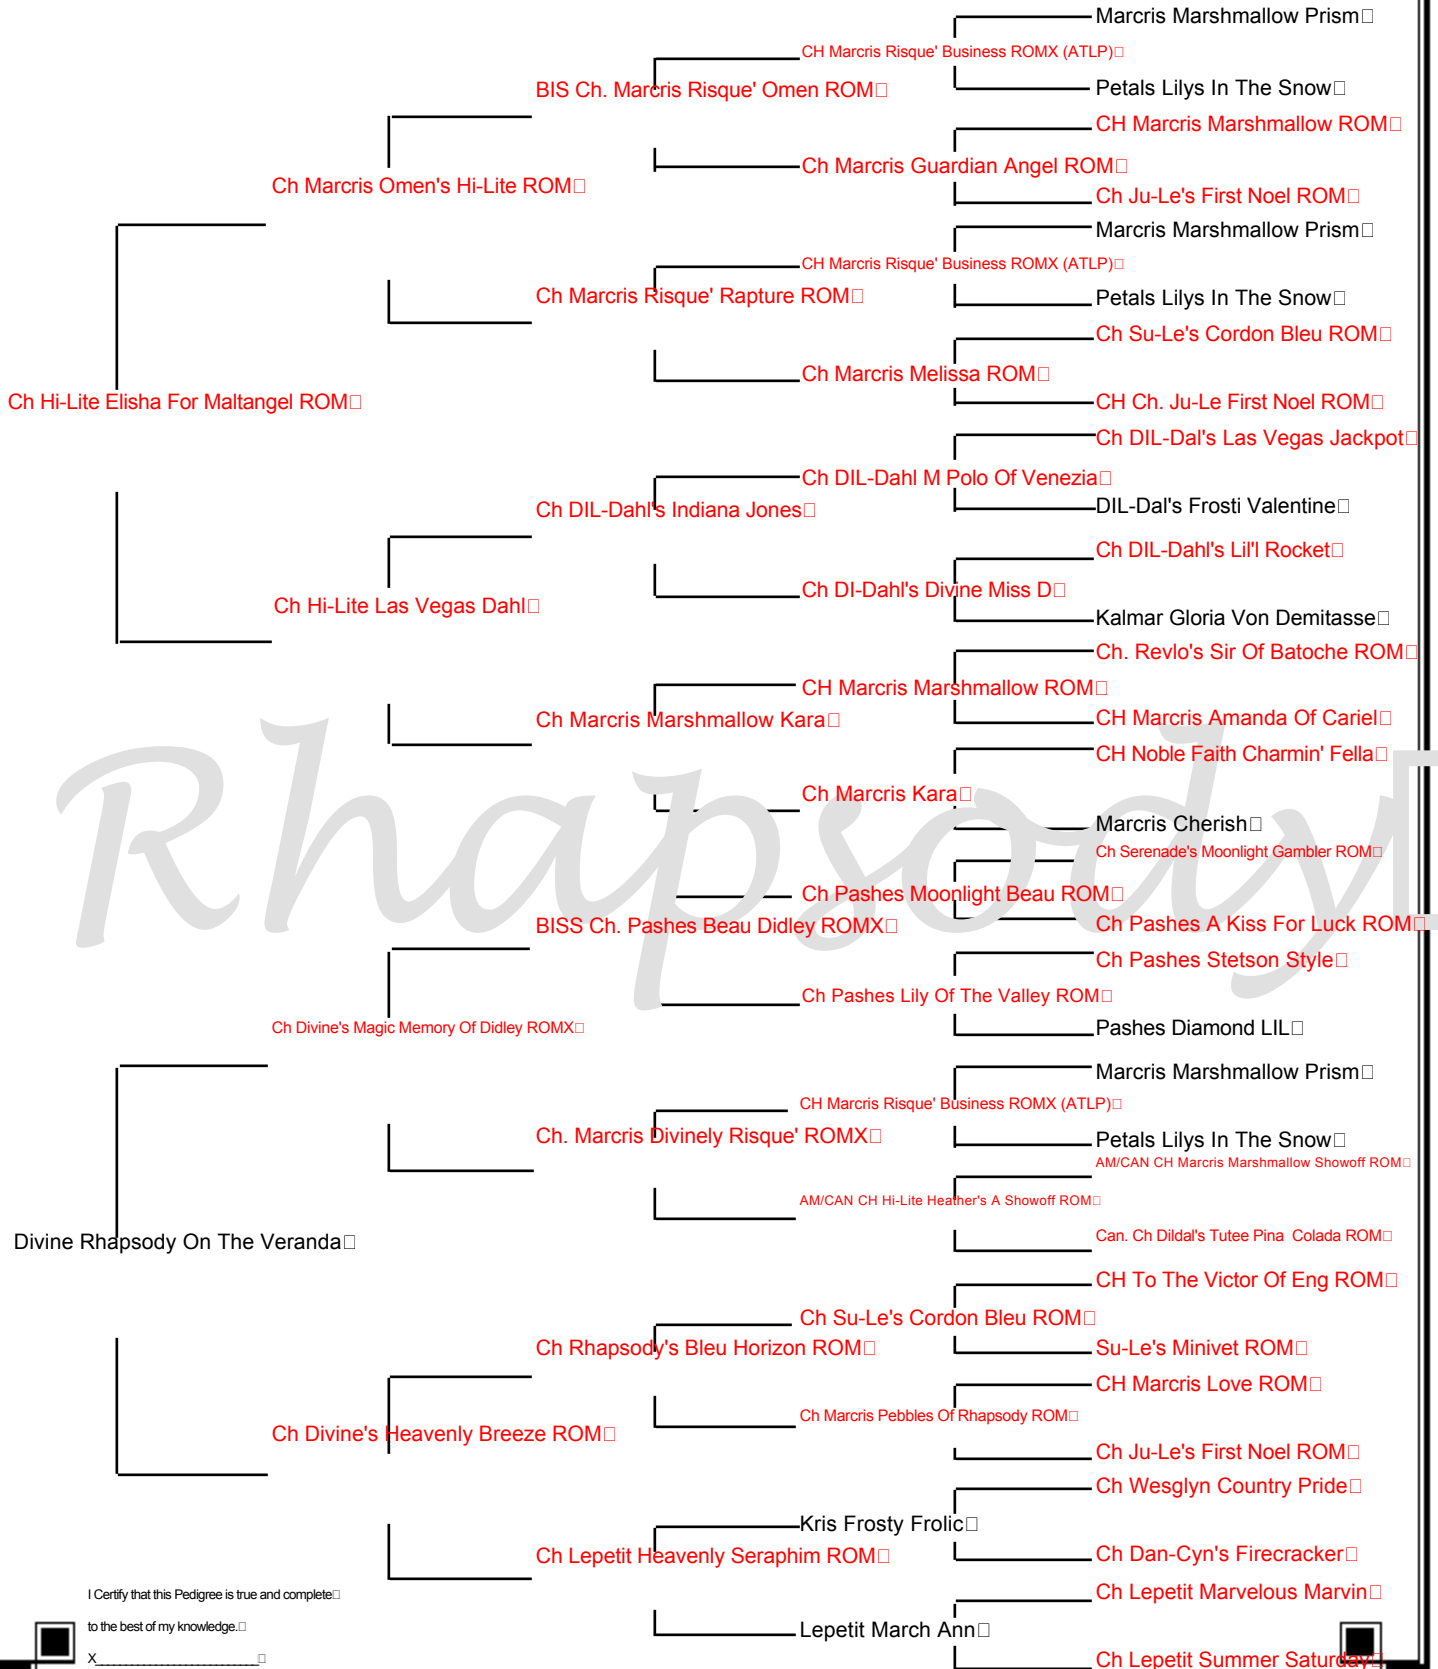 Marcris Marshmallow Prism
CH Marcris Risque' Business ROMX (ATLP)
BIS Ch. Marcris Risque' Omen ROM
Petals Lilys In The Snow
CH Marcris Marshmallow ROM
Ch Marcris Guardian Angel ROM
Ch Marcris Omen's Hi-Lite ROM
Ch Ju-Le's First Noel ROM
Marcris Marshmallow Prism
CH Marcris Risque' Business ROMX (ATLP)
Ch Marcris Risque' Rapture ROM
Petals Lilys In The Snow
Ch Su-Le's Cordon Bleu ROM
Ch Marcris Melissa ROM
Ch Hi-Lite Elisha For Maltangel ROM
CH Ch. Ju-Le First Noel ROM
Ch DIL-Dal's Las Vegas Jackpot
Ch DIL-Dahl M Polo Of Venezia
Ch DIL-Dahl's Indiana Jones
DIL-Dal's Frosti Valentine
Ch DIL-Dahl's Lil'l Rocket
Ch DI-Dahl's Divine Miss D
Ch Hi-Lite Las Vegas Dahl
Kalmar Gloria Von Demitasse
Ch. Revlo's Sir Of Batoche ROM
CH Marcris Marshmallow ROM
Ch Marcris Marshmallow Kara
CH Marcris Amanda Of Cariel
CH Noble Faith Charmin' Fella
Ch Marcris Kara
Marcris Cherish
Rhapsody
Ch Serenade's Moonlight Gambler ROM
Ch Pashes Moonlight Beau ROM
BISS Ch. Pashes Beau Didley ROMX
Ch Pashes A Kiss For Luck ROM
Ch Pashes Stetson Style
Ch Pashes Lily Of The Valley ROM
Ch Divine's Magic Memory Of Didley ROMX
Pashes Diamond LIL
Marcris Marshmallow Prism
CH Marcris Risque' Business ROMX (ATLP)
Ch. Marcris Divinely Risque' ROMX
Petals Lilys In The Snow
AM/CAN CH Marcris Marshmallow Showoff ROM
AM/CAN CH Hi-Lite Heather's A Showoff ROM
Can. Ch Dildal's Tutee Pina Colada ROM
Divine Rhapsody On The Veranda
CH To The Victor Of Eng ROM
Ch Su-Le's Cordon Bleu ROM
Ch Rhapsody's Bleu Horizon ROM
Su-Le's Minivet ROM
CH Marcris Love ROM
Ch Marcris Pebbles Of Rhapsody ROM
Ch Divine's Heavenly Breeze ROM
Ch Ju-Le's First Noel ROM
Ch Wesglyn Country Pride
Kris Frosty Frolic
Ch Lepetit Heavenly Seraphim ROM
Ch Dan-Cyn's Firecracker
Ch Lepetit Marvelous Marvin
Lepetit March Ann
Ch Lepetit Summer Saturday
I Certify that this Pedigree is true and complete
to the best of my knowledge.
X___________________________